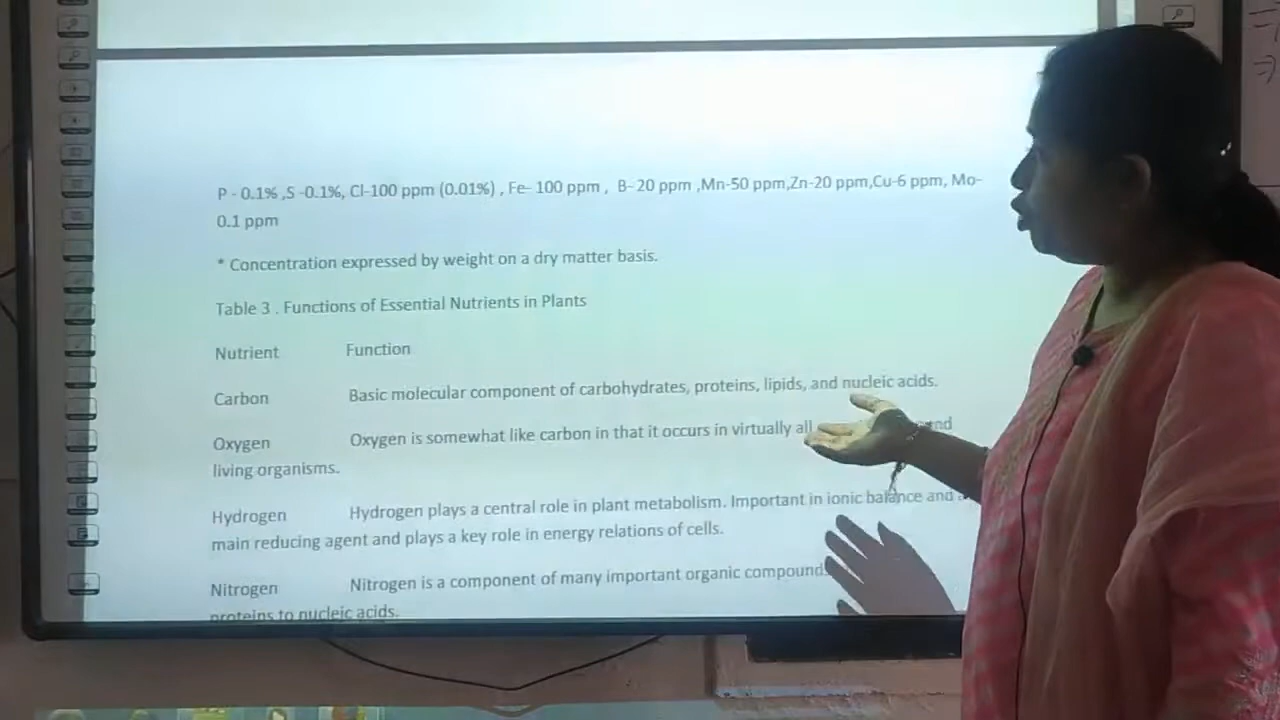 P - 0.1% ,S -0.1%, Cl-100 ppm (0.01%) , Fe- 100 ppm , B- 20 ppm ,Mn-50 ppm,Zn-20 ppm,Cu-6 ppm, Mo-
0.1 ppm
* Concentration expressed by weight on a dry matter basis.
Table 3 . Functions of Essential Nutrients in Plants
Nutrient Function
Carbon Basic molecular component of carbohydrates, proteins, lipids, and nucleic acids.
Oxygen Oxygen is somewhat like carbon in that it occurs in virtually all
living organisms.
Hydrogen Hydrogen plays a central role in plant metabolism. Important in ionic balance and
main reducing agent and plays a key role in energy relations of cells.
Nitrogen Nitrogen is a component of many important organic compound
proteins to nucleic acids.